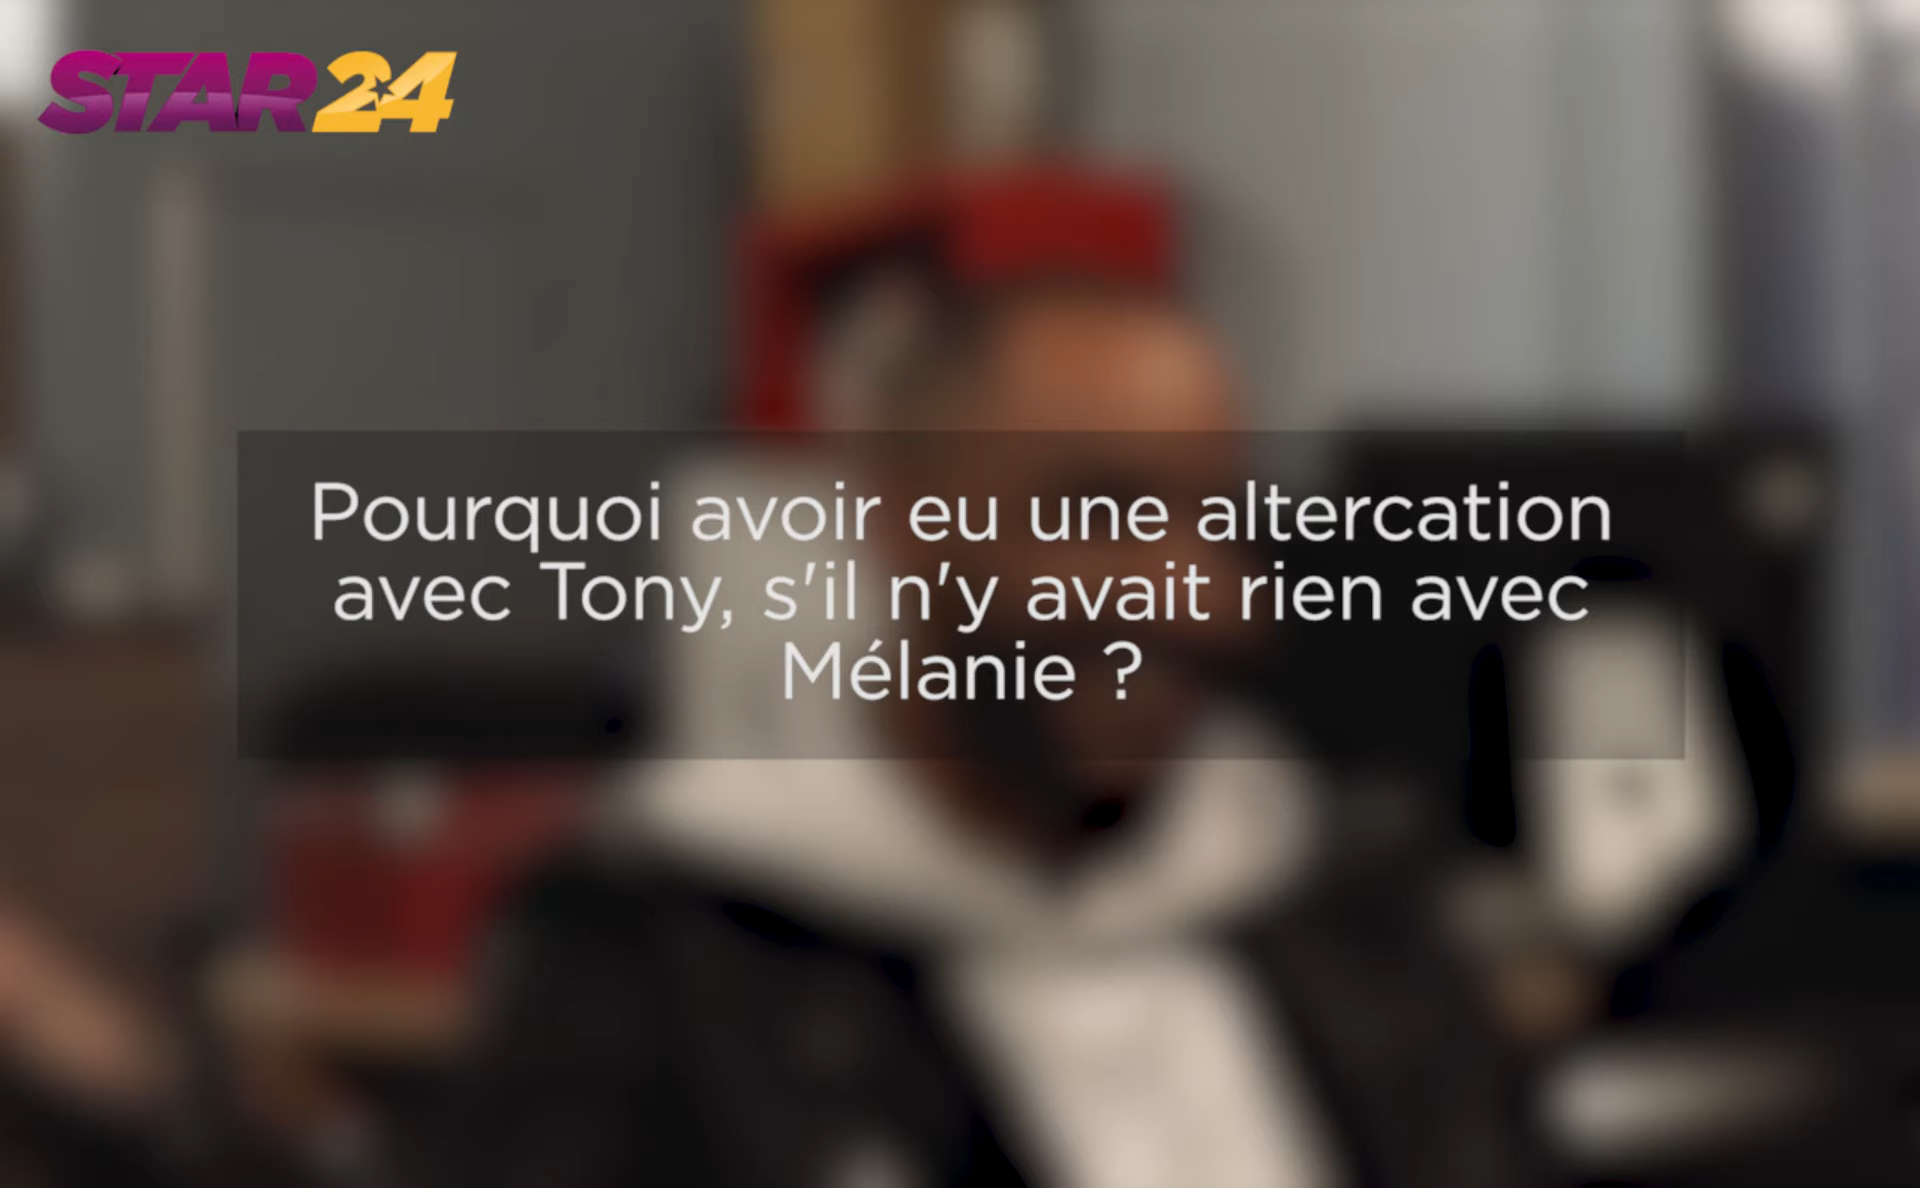 STAR24
Pourquoi avoir eu une altercation
avec Tony, s'il n'y avait rien avec
Mélanie ?